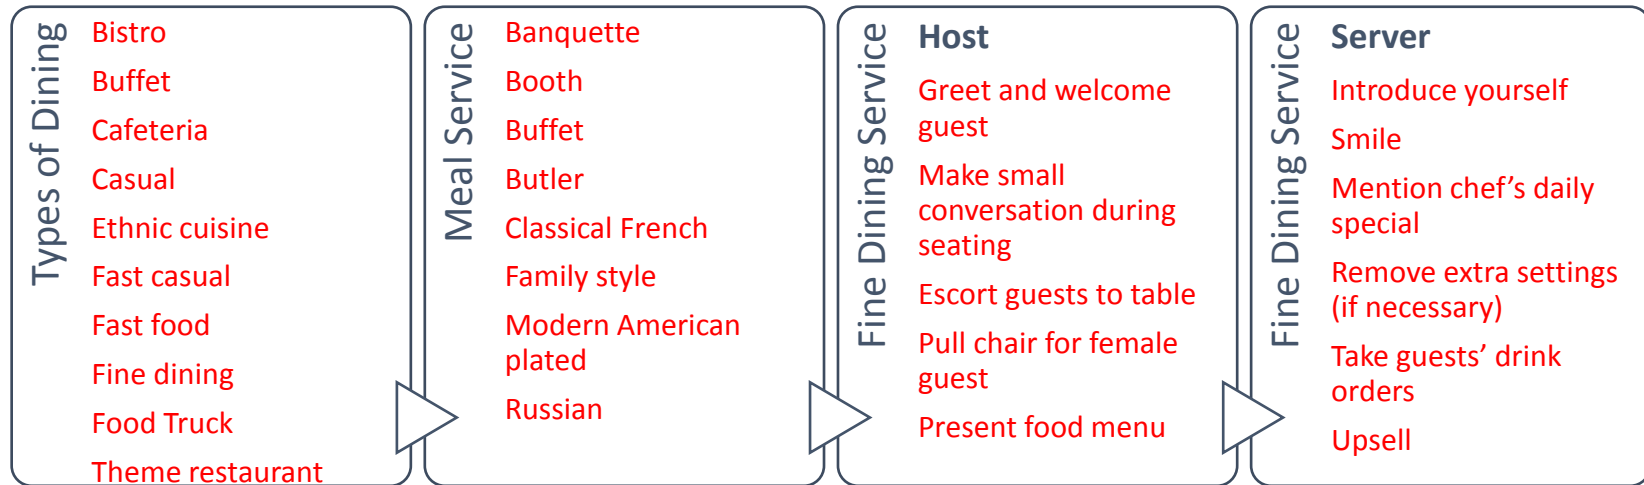 Types of Dining
Bistro
Buffet
Cafeteria
Casual
Ethnic cuisine
Fast casual
Fast food
Fine dining
Food Truck
Theme restaurant
Meal Service
Banquette
Booth
Buffet
Butler
Classical French
Family style
Modern American
plated
Russian
Fine Dining Service
Host
Greet and welcome
guest
Make small
conversation during
seating
Escort guests to table
Pull chair for female
guest
Present food menu
Fine Dining Service
Server
Introduce yourself
Smile
Mention chef’s daily
special
Remove extra settings
(if necessary)
Take guests’ drink
orders
Upsell